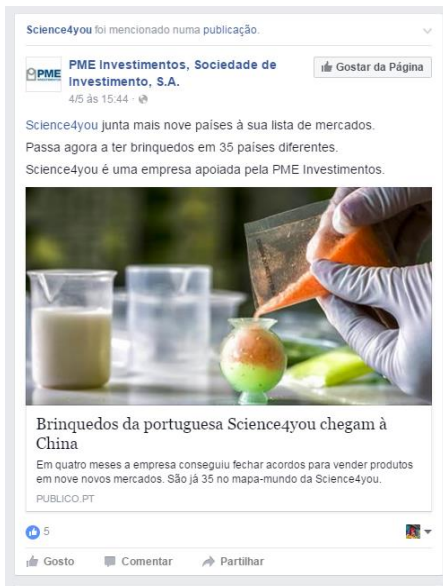 Science4you foi mencionado numa publicação.
PME
PME Investimentos, Sociedade de
Investimento, S.A.
Gostar da Página
4/5 às 15:44 ·
Science4you junta mais nove países à sua lista de mercados.
Passa agora a ter brinquedos em 35 países diferentes.
Science4you é uma empresa apoiada pela PME Investimentos.
Brinquedos da portuguesa Science4you chegam à
China
Em quatro meses a empresa conseguiu fechar acordos para vender produtos
em nove novos mercados. São já 35 no mapa-mundo da Science4you.
PUBLICO.PT
5
Gosto Comentar Partilhar